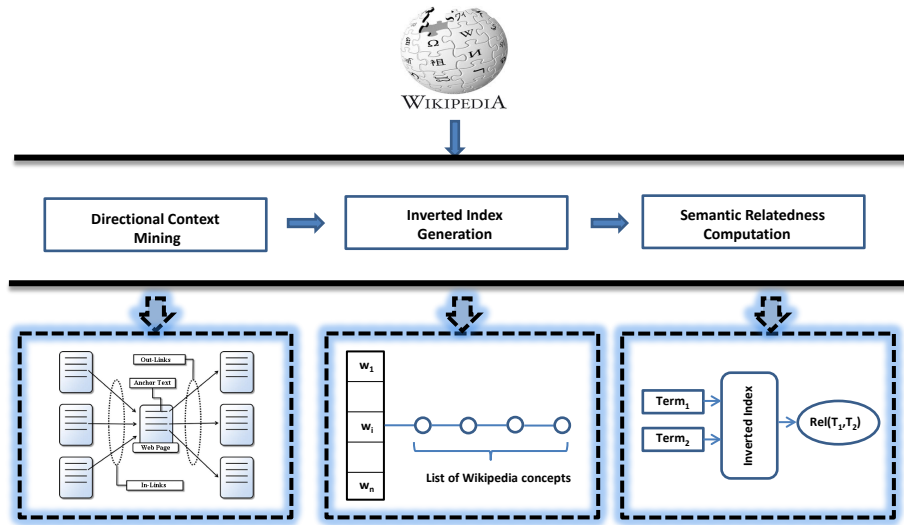 WIKIPEDIA
Directional Context
Mining
Inverted Index
Generation
Semantic Relatedness
Computation
Out-Links
Anchor Text
Web Page
In-Links
w1
wi
wn
List of Wikipedia concepts
Term1
Term2
Inverted Index
Rel(T1,T2)